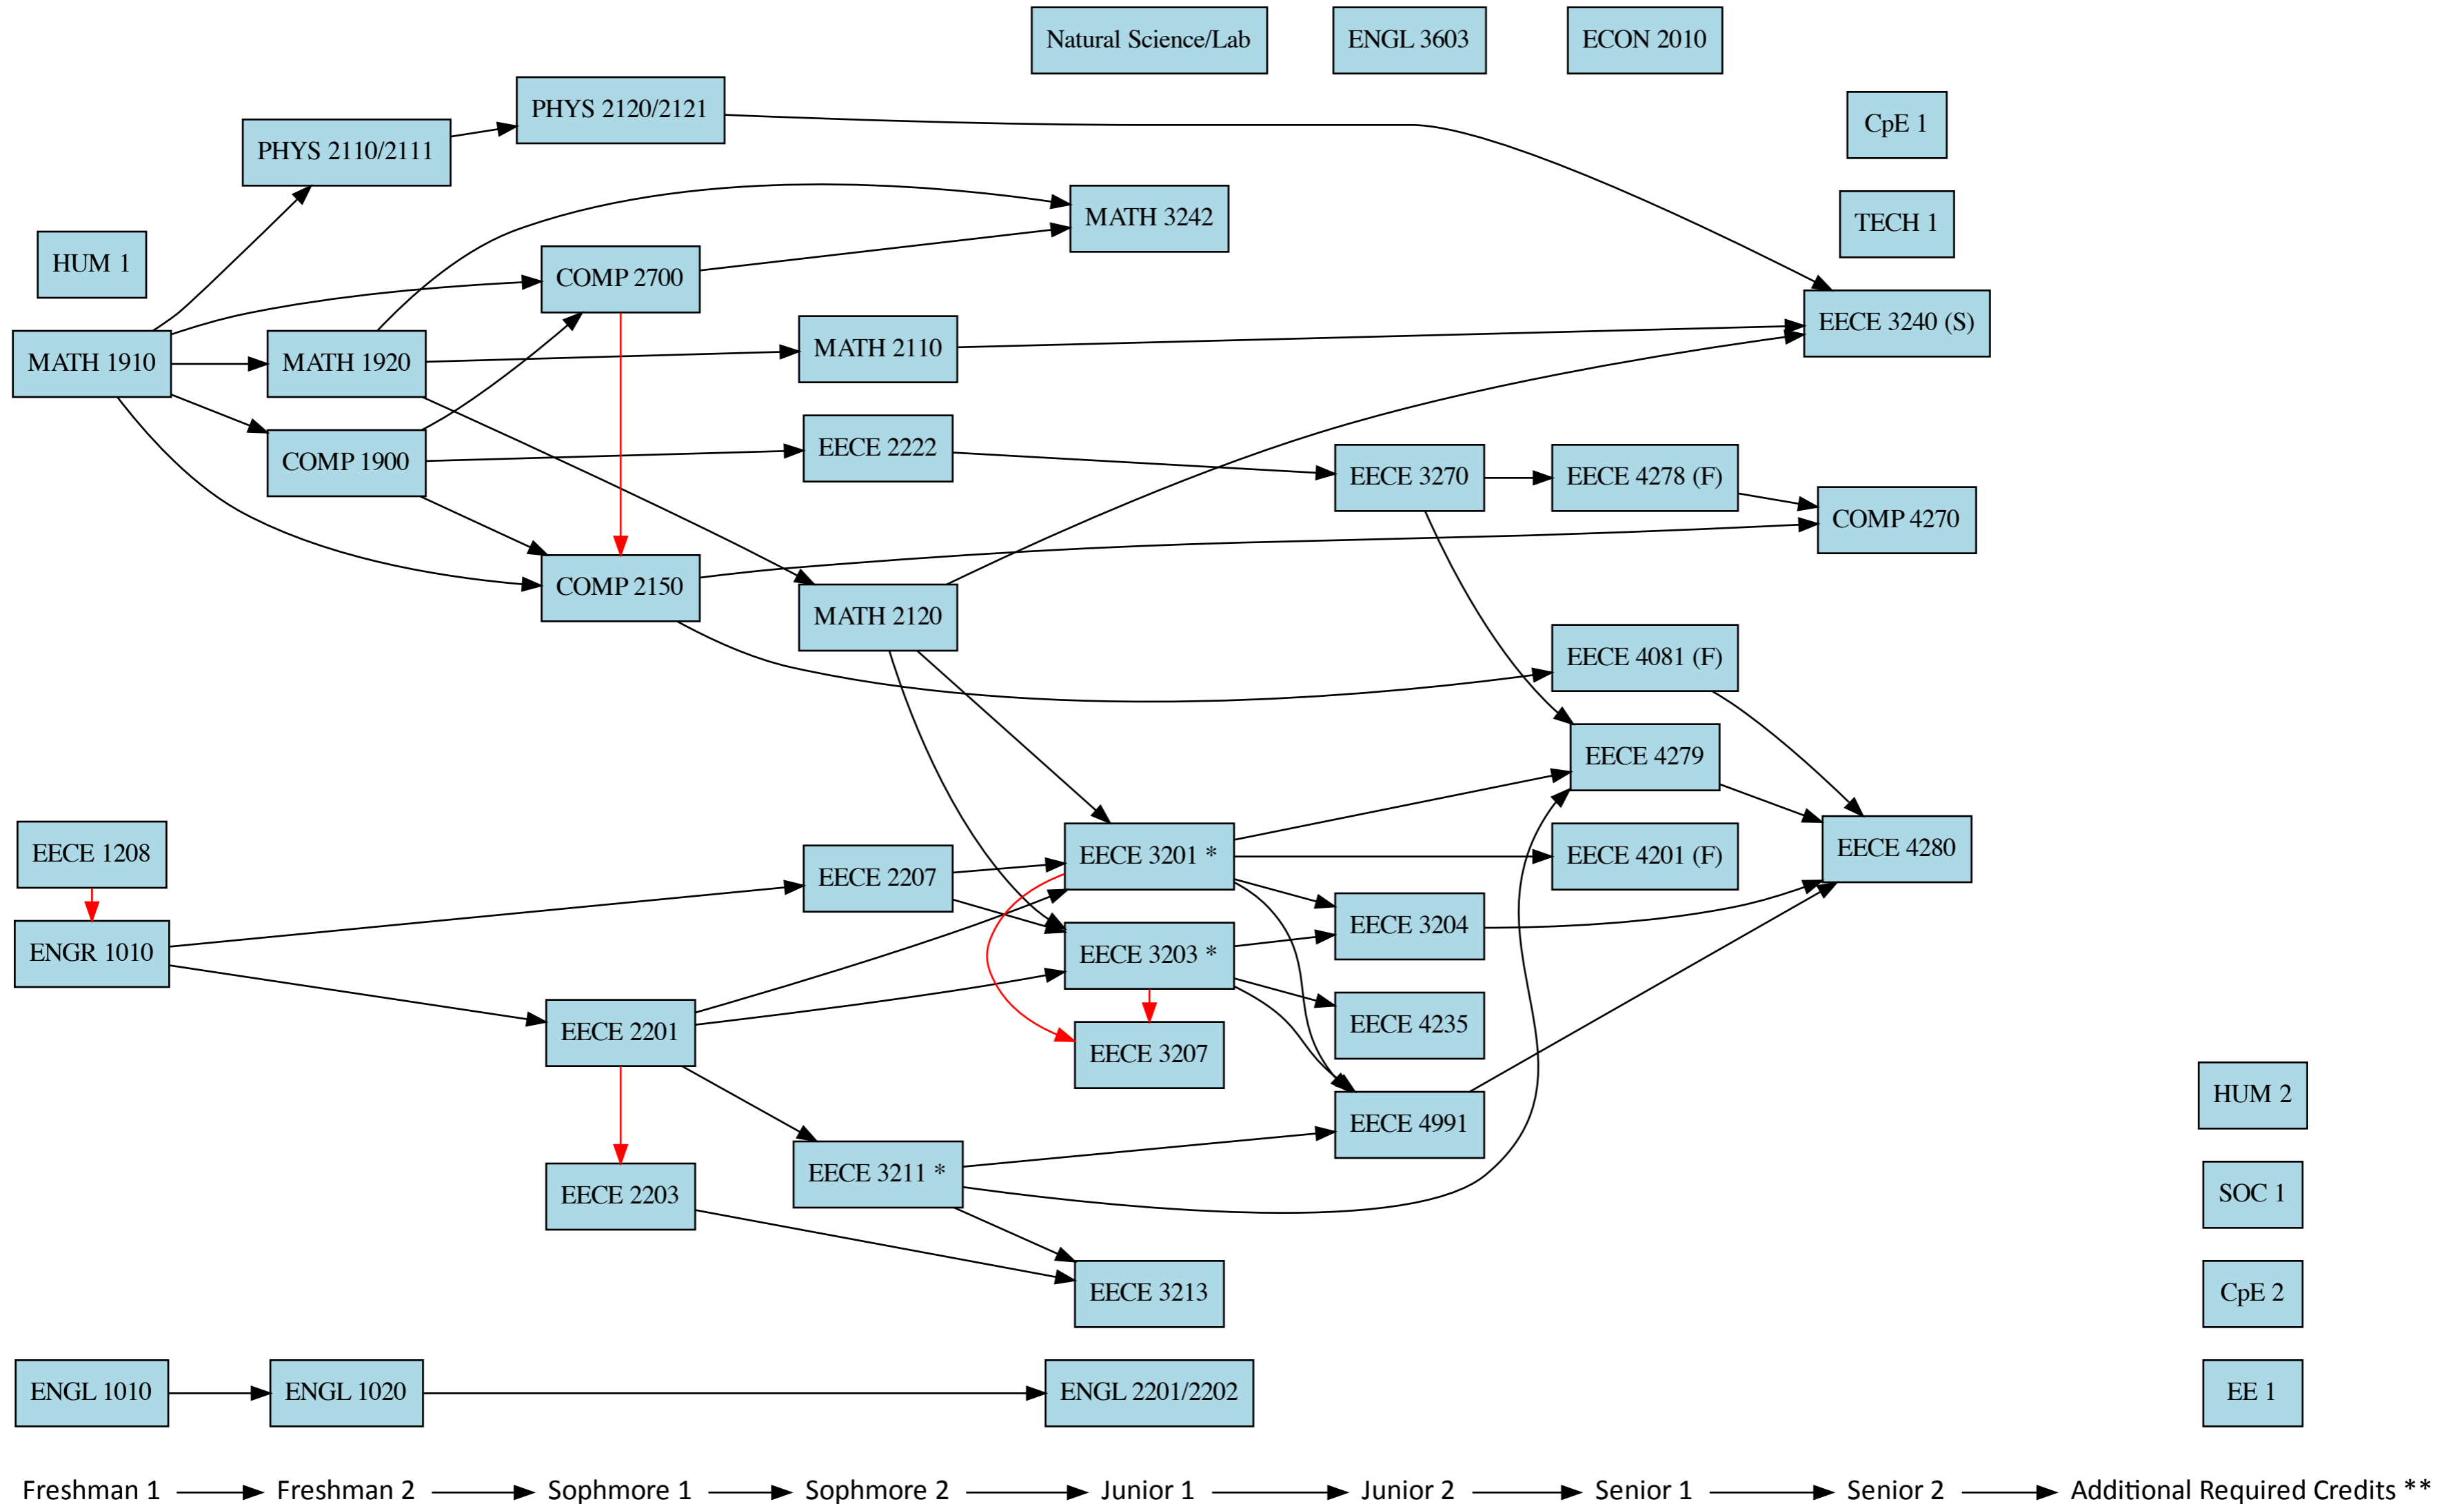 Natural Science/Lab
ENGL 3603
ECON 2010
PHYS 2120/2121
CpE 1
PHYS 2110/2111
MATH 3242
TECH 1
HUM 1
COMP 2700
EECE 3240 (S)
MATH 1910
MATH 1920
MATH 2110
COMP 1900
EECE 2222
EECE 3270
EECE 4278 (F)
COMP 4270
COMP 2150
MATH 2120
EECE 4081 (F)
EECE 4279
EECE 1208
EECE 2207
EECE 3201 *
EECE 4201 (F)
EECE 4280
ENGR 1010
EECE 3203 *
EECE 3204
EECE 2201
EECE 3207
EECE 4235
HUM 2
EECE 4991
EECE 2203
EECE 3211 *
SOC 1
EECE 3213
CpE 2
ENGL 1010
ENGL 1020
ENGL 2201/2202
EE 1
Freshman 1 Freshman 2 Sophmore 1 Sophmore 2 Junior 1 Junior 2 Senior 1 Senior 2 Additional Required Credits **